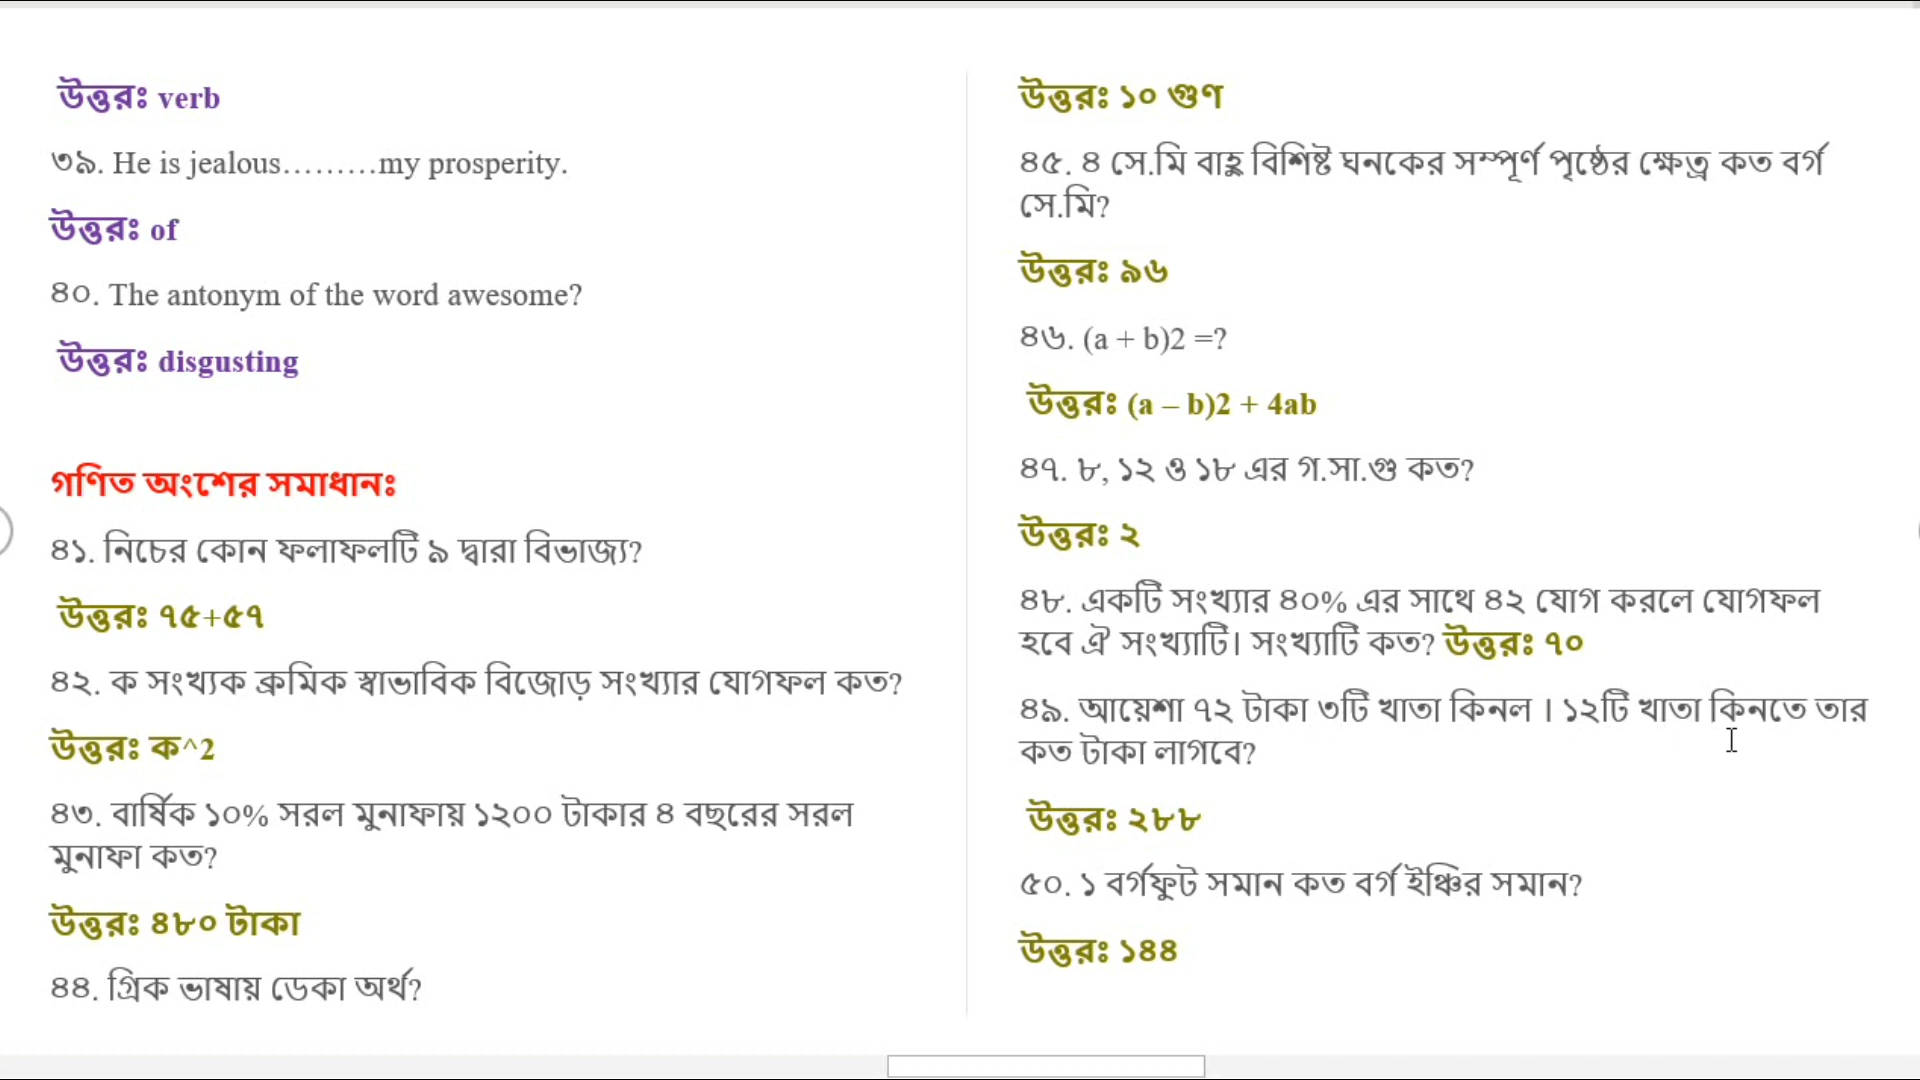 উত্তরঃ verb
৩৯. He is jealous.........my prosperity.
উত্তরঃ of
৪০. The antonym of the word awesome?
উত্তরঃ disgusting
গণিত অংশের সমাধানঃ
৪১. নিচের কোন ফলাফলটি ৯ দ্বারা বিভাজ্য?
উত্তরঃ ৭৫+৫৭
৪২. ক সংখ্যক ক্রমিক স্বাভাবিক বিজোড় সংখ্যার যোগফল কত?
উত্তরঃ ক^2
৪৩. বার্ষিক ১০% সরল মুনাফায় ১২০০ টাকার ৪ বছরের সরল
মুনাফা কত?
উত্তরঃ ৪৮০ টাকা
৪৪. গ্রিক ভাষায় ডেকা অর্থ?
উত্তরঃ ১০ গুণ
৪৫. ৪ সে.মি বাহু বিশিষ্ট ঘনকের সম্পূর্ণ পৃষ্ঠের ক্ষেত্র কত বর্গ
সে.মি?
উত্তরঃ ৯৬
৪৬. (a + b)2 =?
উত্তরঃ (a – b)2 + 4ab
৪৭. ৮, ১২ ও ১৮ এর গ.সা.গু কত?
উত্তরঃ ২
৪৮. একটি সংখ্যার ৪০% এর সাথে ৪২ যোগ করলে যোগফল
হবে ঐ সংখ্যাটি। সংখ্যাটি কত? উত্তরঃ ৭০
৪৯. আয়েশা ৭২ টাকা ৩টি খাতা কিনল । ১২টি খাতা কিনতে তার
কত টাকা লাগবে?
উত্তরঃ ২৮৮
৫০. ১ বর্গফুট সমান কত বর্গ ইঞ্চির সমান?
উত্তরঃ ১৪৪